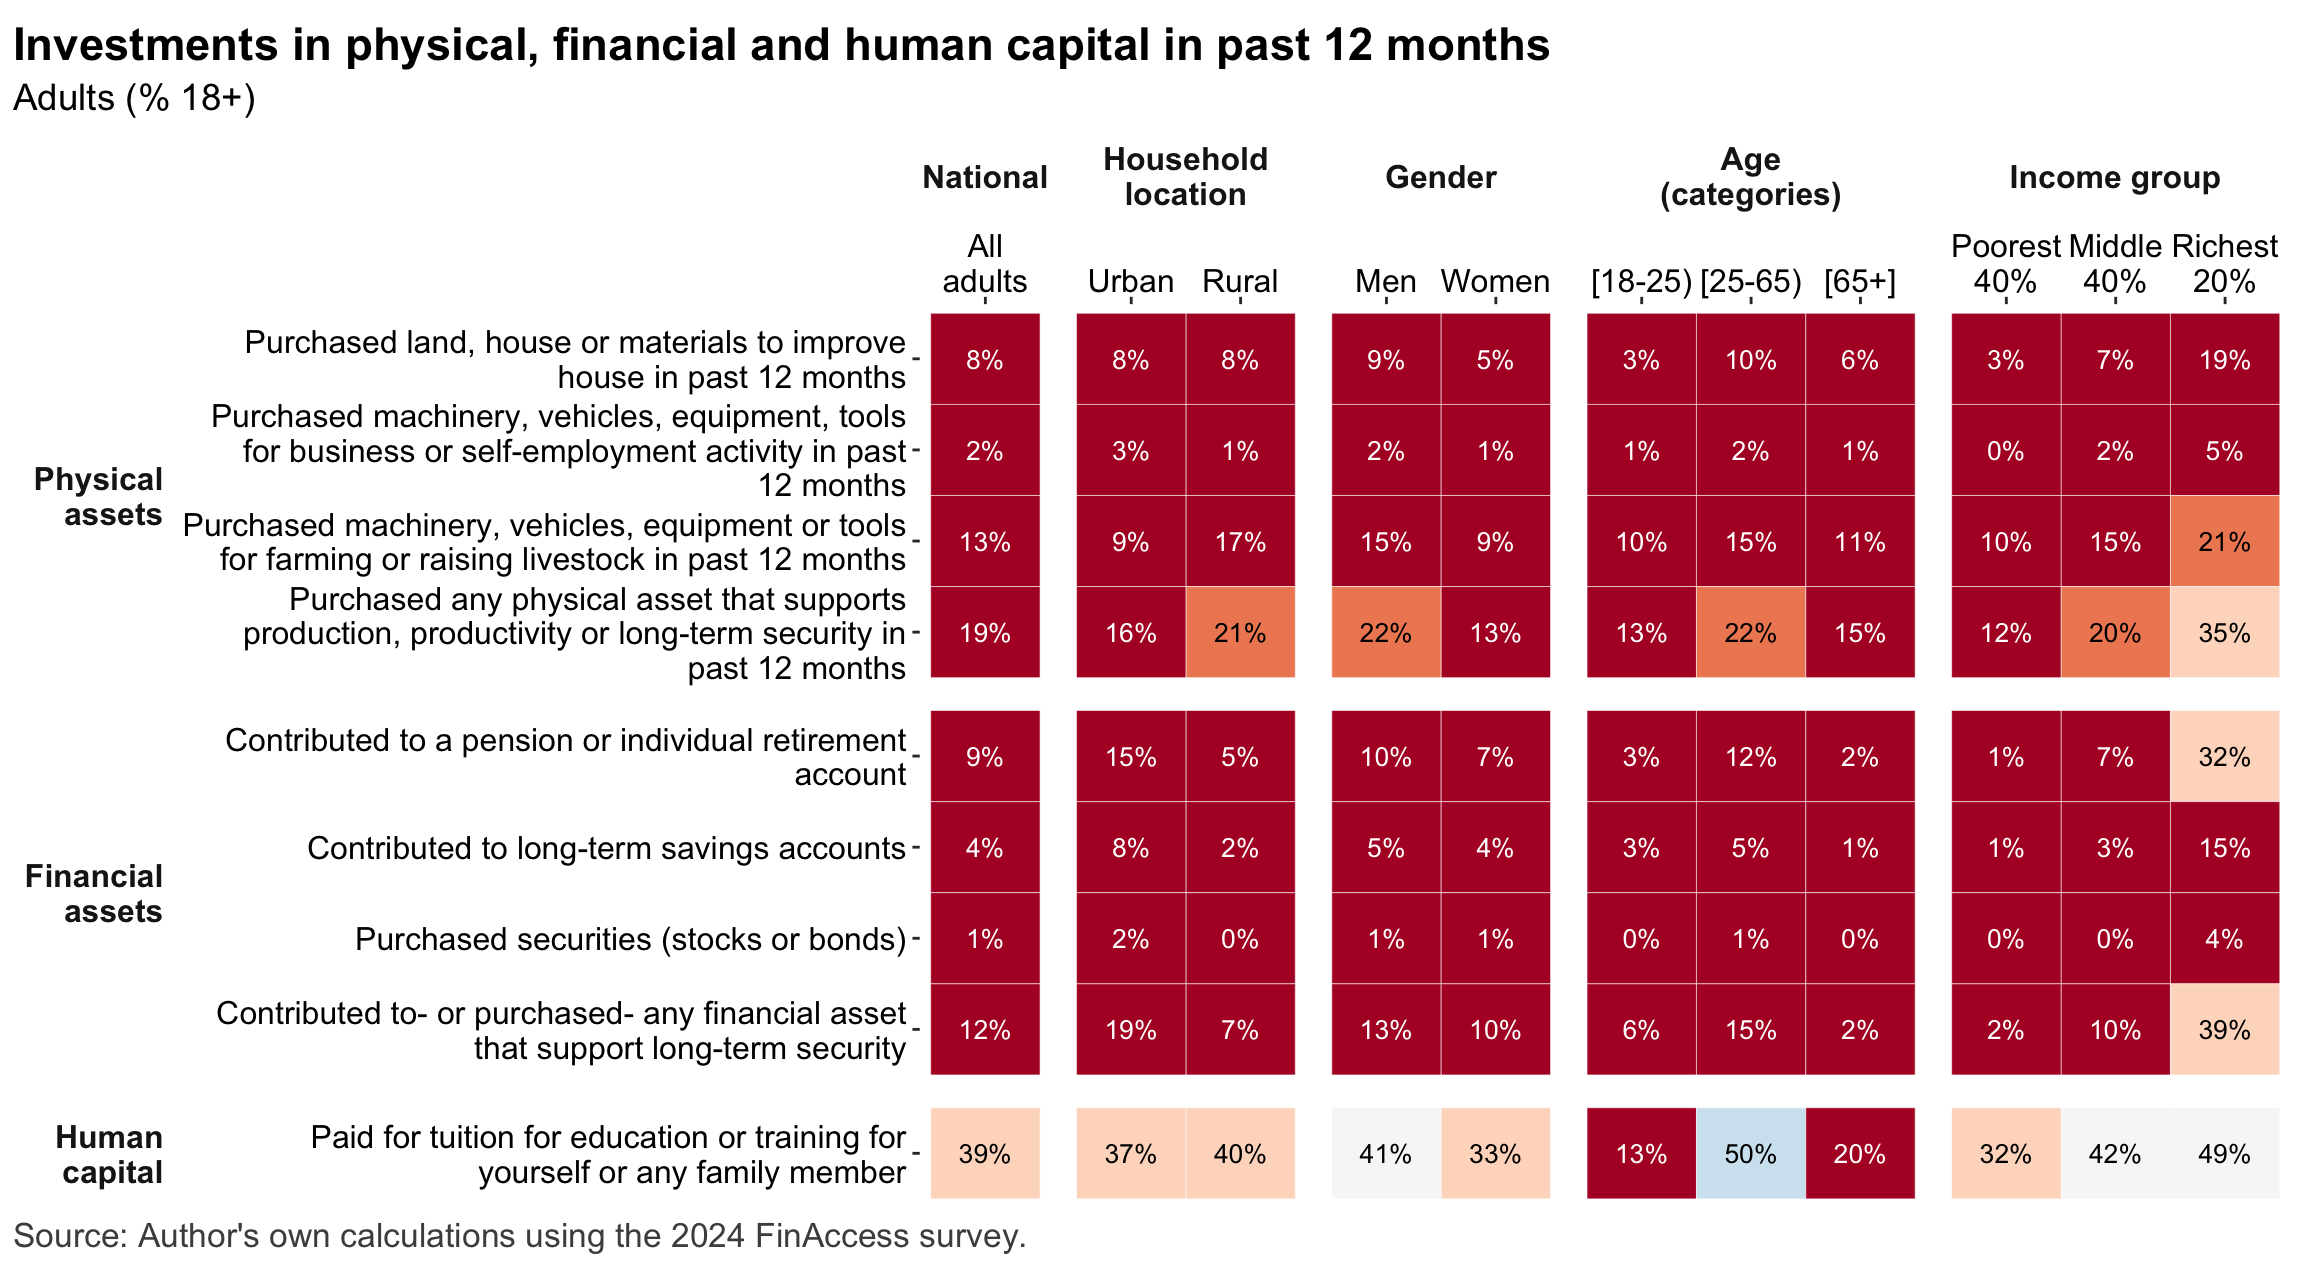 Investments in physical, financial and human capital in past 12 months
Adults (% 18+)
National
Household
location
Gender
Age
(categories)
Income group
All
adults
Urban
Rural
Men
Women
[18-25)
[25-65)
[65+]
Poorest
40%
Middle
40%
Richest
20%
Physical
assets
Purchased land, house or materials to improve
house in past 12 months
8% 8% 8% 9% 5% 3% 10% 6% 3% 7% 19%
Purchased machinery, vehicles, equipment, tools
for business or self-employment activity in past
12 months
2% 3% 1% 2% 1% 1% 2% 1% 0% 2% 5%
Purchased machinery, vehicles, equipment or tools
for farming or raising livestock in past 12 months
13% 9% 17% 15% 9% 10% 15% 11% 10% 15% 21%
Purchased any physical asset that supports
production, productivity or long-term security in
past 12 months
19% 16% 21% 22% 13% 13% 22% 15% 12% 20% 35%
Financial
assets
Contributed to a pension or individual retirement
account
9% 15% 5% 10% 7% 3% 12% 2% 1% 7% 32%
Contributed to long-term savings accounts
4% 8% 2% 5% 4% 3% 5% 1% 1% 3% 15%
Purchased securities (stocks or bonds)
1% 2% 0% 1% 1% 0% 1% 0% 0% 0% 4%
Contributed to- or purchased- any financial asset
that support long-term security
12% 19% 7% 13% 10% 6% 15% 2% 2% 10% 39%
Human
capital
Paid for tuition for education or training for
yourself or any family member
39% 37% 40% 41% 33% 13% 50% 20% 32% 42% 49%
Source: Author's own calculations using the 2024 FinAccess survey.